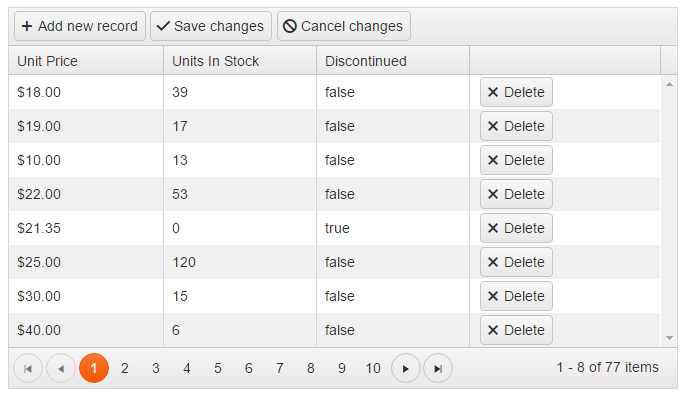 Add new record Save changes Cancel changes
Unit Price Units In Stock Discontinued
$18.00 39 false Delete
$19.00 17 false Delete
$10.00 13 false Delete
$22.00 53 false Delete
$21.35 0 true Delete
$25.00 120 false Delete
$30.00 15 false Delete
$40.00 6 false Delete
1 2 3 4 5 6 7 8 9 10 1 - 8 of 77 items